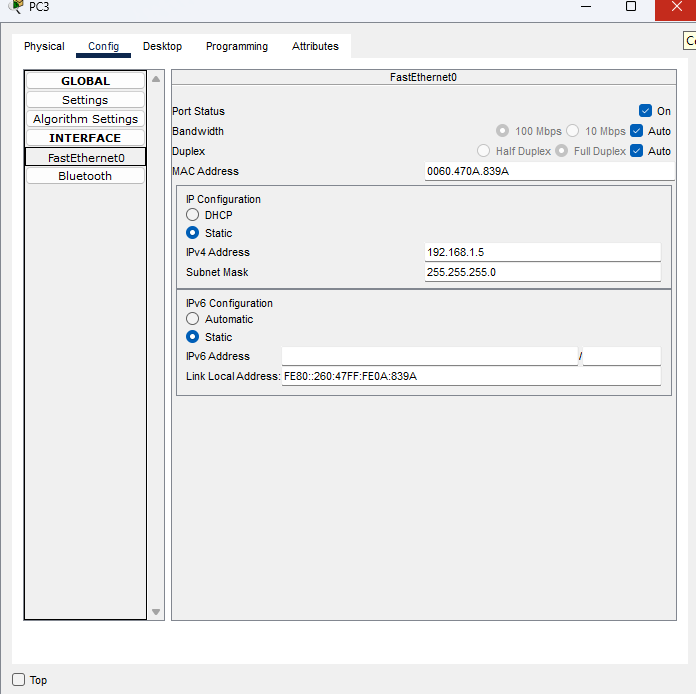 PC3
Physical Config Desktop Programming Attributes
GLOBAL
Settings
Algorithm Settings
INTERFACE
FastEthernet0
Bluetooth
FastEthernet0
Port Status On
Bandwidth 100 Mbps 10 Mbps Auto
Duplex Half Duplex Full Duplex Auto
MAC Address 0060.470A.839A
IP Configuration
DHCP
Static
IPv4 Address 192.168.1.5
Subnet Mask 255.255.255.0
IPv6 Configuration
Automatic
Static
IPv6 Address /
Link Local Address: FE80::260:47FF:FE0A:839A
Top